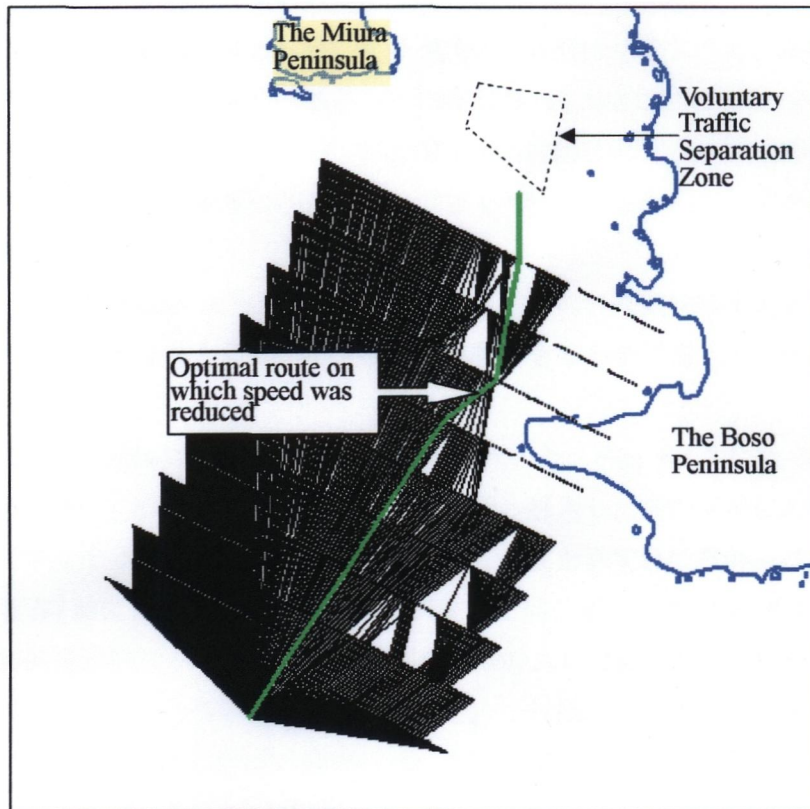 The Miura
Peninsula
Voluntary
Traffic
Separation
Zone
Optimal route on
which speed was
reduced
The Boso
Peninsula